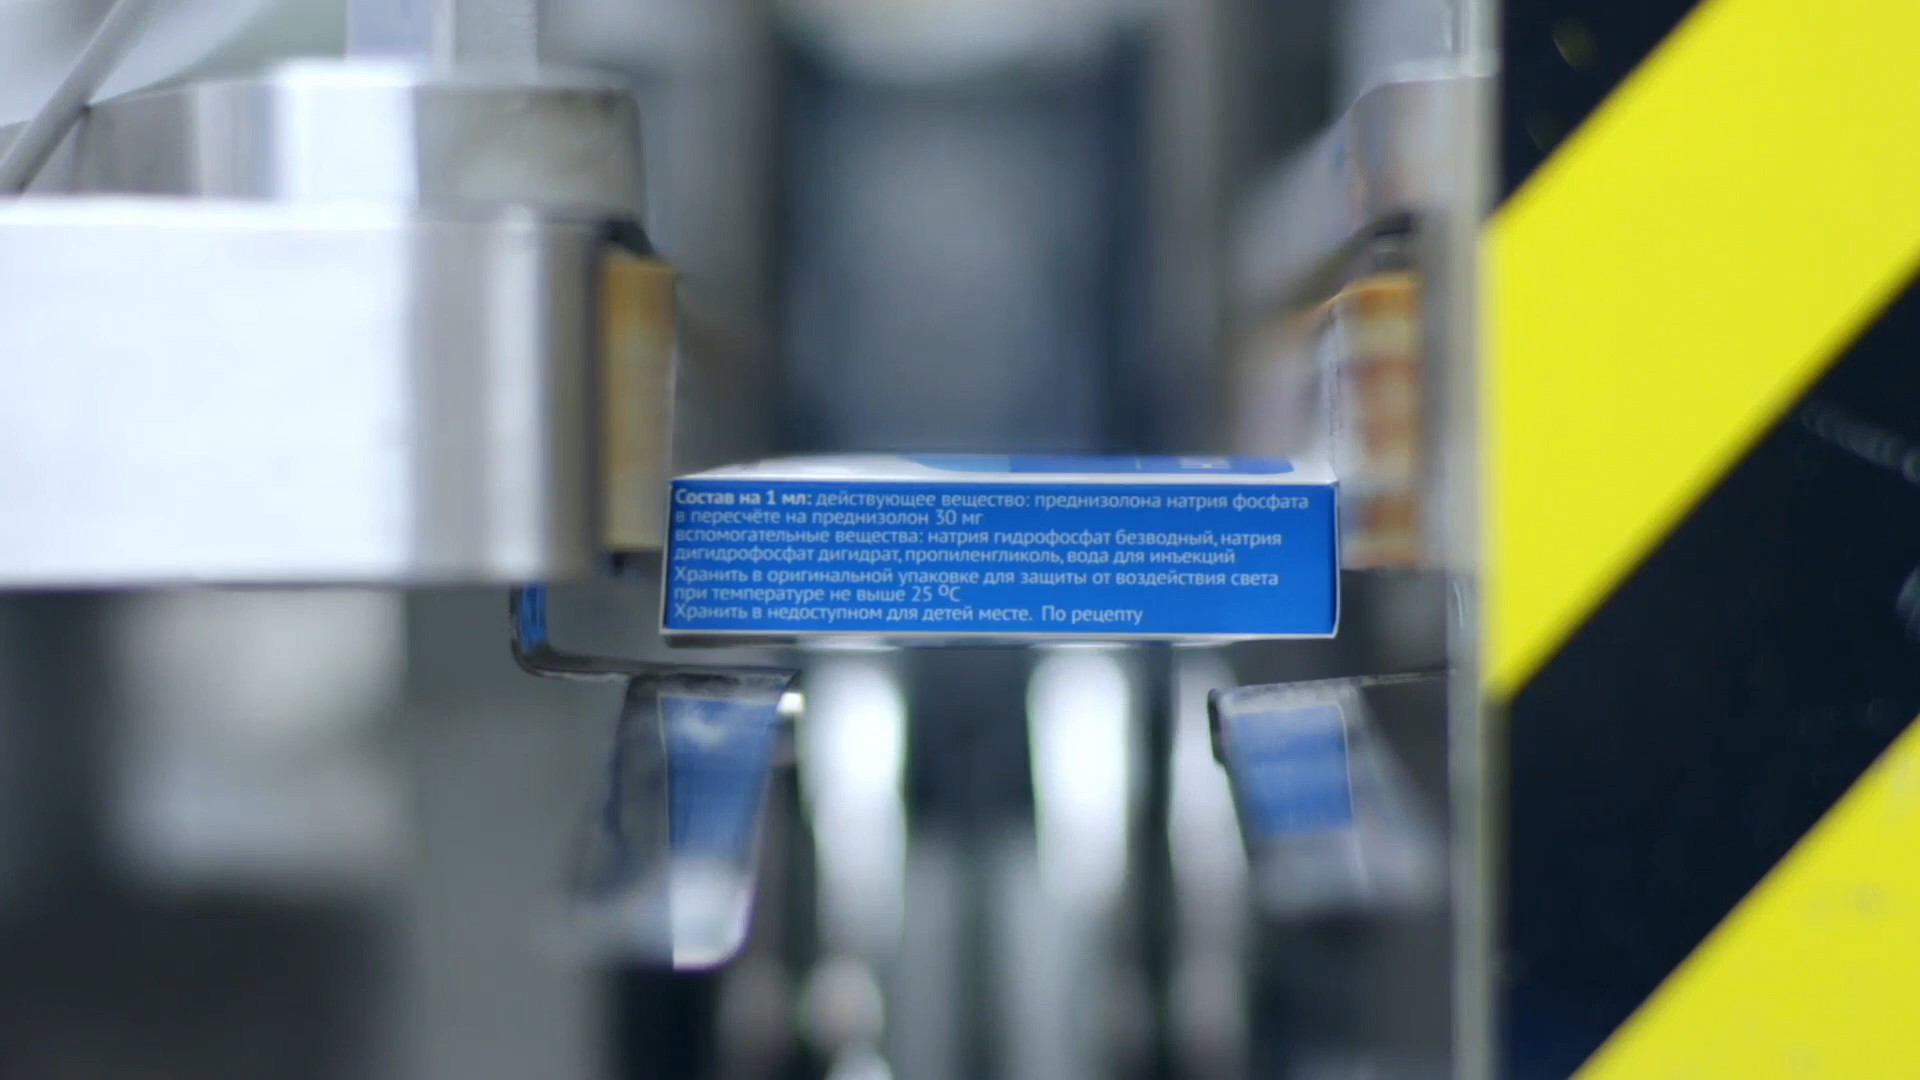 Состав на 1 мл: действующее вещество: преднизолона натрия фосфата
в пересчёте на преднизолон 30 мг
вспомогательные вещества: натрия гидрофосфат безводный, натрия
дигидрофосфат дигидрат, пропиленгликоль, вода для инъекций
Хранить в оригинальной упаковке для защиты от воздействия света
при температуре не выше 25 ºС
Хранить в недоступном для детей месте. По рецепту